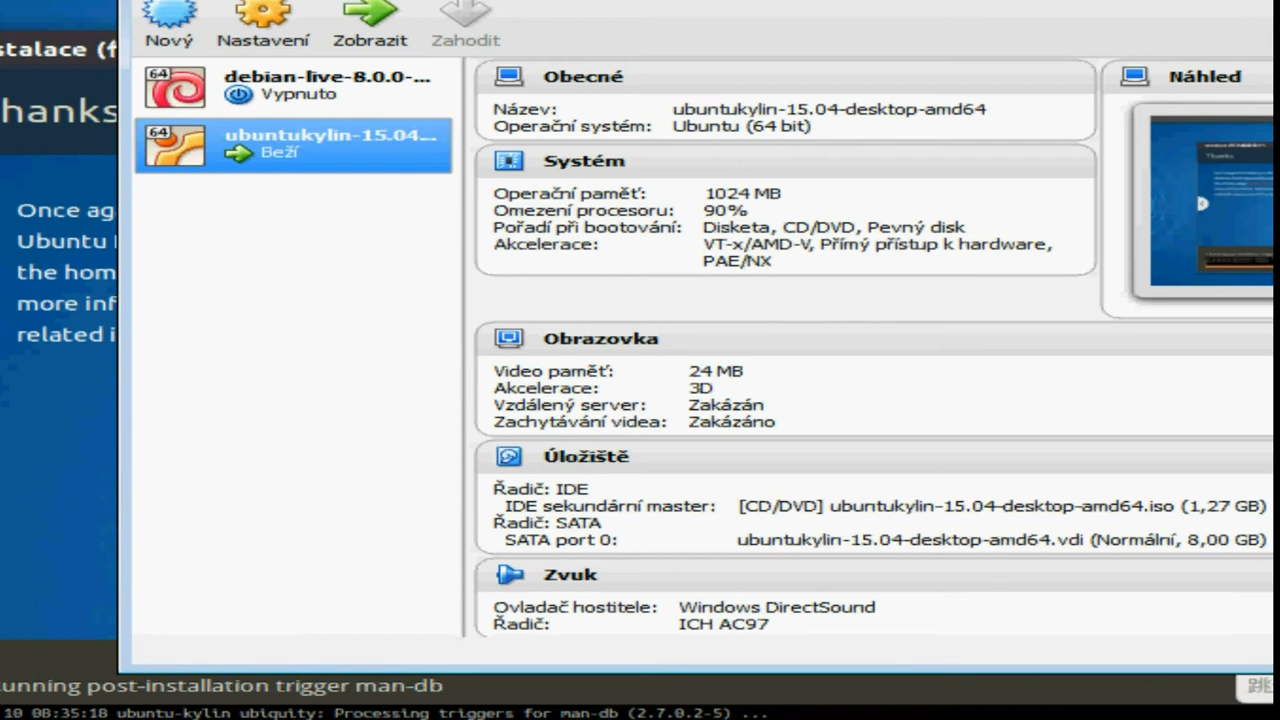 Nový Nastavení Zobrazit Zahodit
stalace (f
hanks
Once ag
Ubuntu
the hom
more inf
related i
64 debian-live-8.0.0-...
Vypnuto
64 ubuntukylin-15.04...
Beží
Obecné
Název: ubuntukylin-15.04-desktop-amd64
Operační systém: Ubuntu (64 bit)
Systém
Operační paměť: 1024 MB
Omezení procesoru: 90%
Pořadí při bootování: Disketa, CD/DVD, Pevný disk
Akcelerace: VT-x/AMD-V, Přímý přístup k hardware,
PAE/NX
Náhled
Thanks
Obrazovka
Video paměť: 24 MB
Akcelerace: 3D
Vzdálený server: Zakázán
Zachytávání videa: Zakázáno
Úložiště
Řadič: IDE
IDE sekundární master: [CD/DVD] ubuntukylin-15.04-desktop-amd64.iso (1,27 GB)
Řadič: SATA
SATA port 0: ubuntukylin-15.04-desktop-amd64.vdi (Normální, 8,00 GB)
Zvuk
Ovladač hostitele: Windows DirectSound
Řadič: ICH AC97
unning post-installation trigger man-db
跳
10 08:35:18 ubuntu-kylin ubiquity: Processing triggers for man-db (2.7.0.2-5) ...